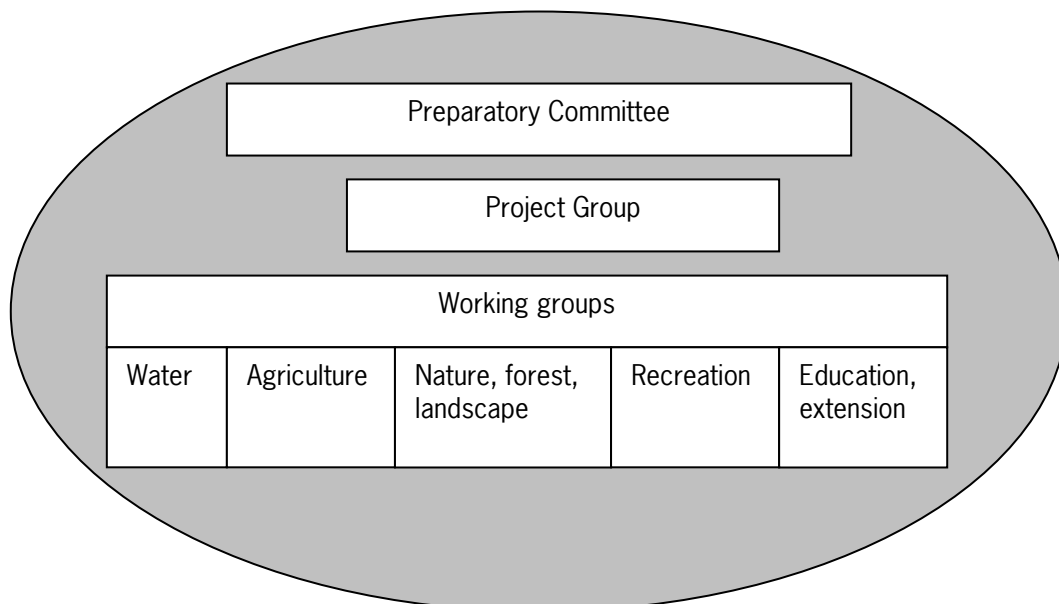 Preparatory Committee
Project Group
Working groups
Water
Agriculture
Nature, forest,
landscape
Recreation
Education,
extension